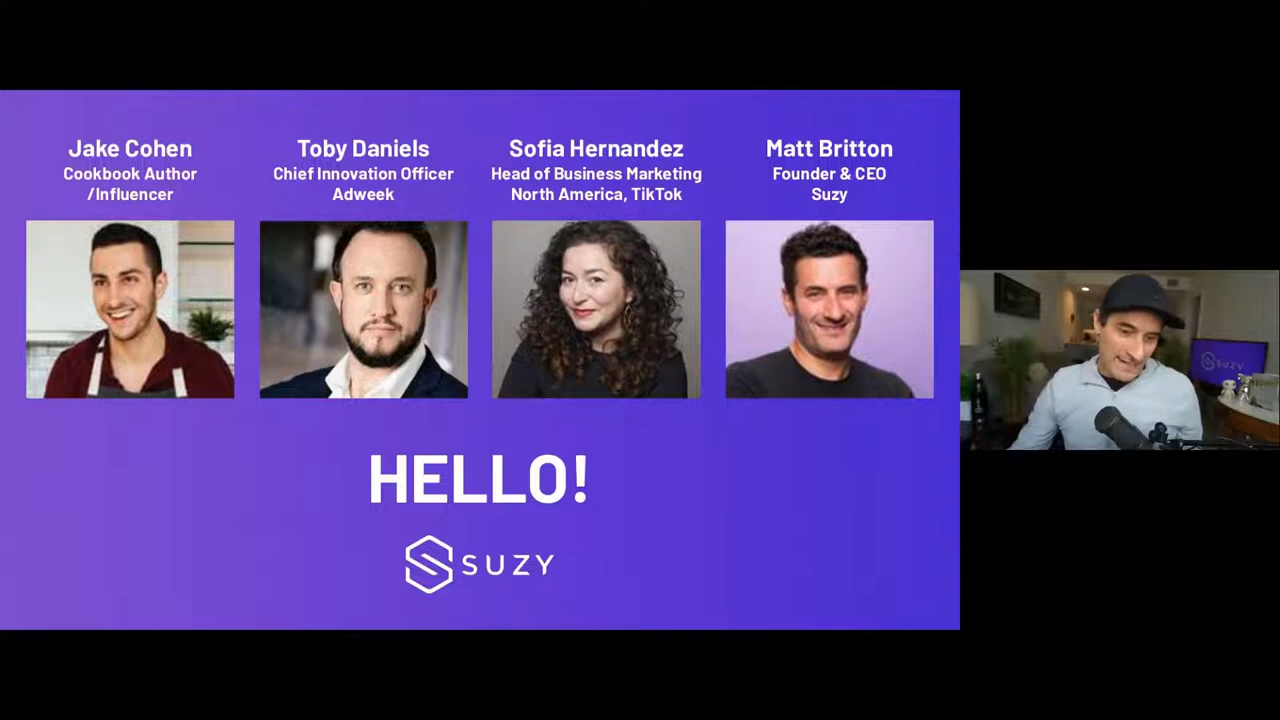 Jake Cohen
Cookbook Author
/Influencer
Toby Daniels
Chief Innovation Officer
Adweek
Sofia Hernandez
Head of Business Marketing
North America, TikTok
Matt Britton
Founder & CEO
Suzy
HELLO!
SUZY
SUZY